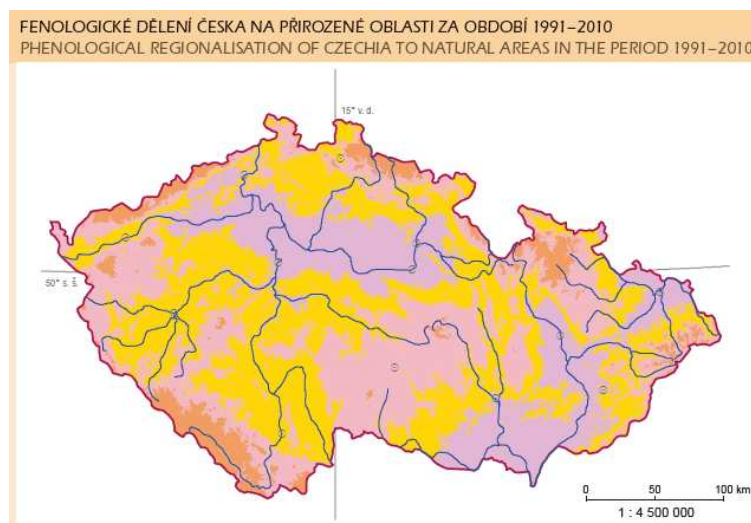 FENOLOGICKÉ DĚLENÍ ČESKA NA PŘIROZENÉ OBLASTI ZA OBDOBÍ 1991–2010
PHENOLOGICAL REGIONALISATION OF CZECHIA TO NATURAL AREAS IN THE PERIOD 1991–2010
15° v. d.
50° s. š.
0 50 100 km
1 : 4 500 000